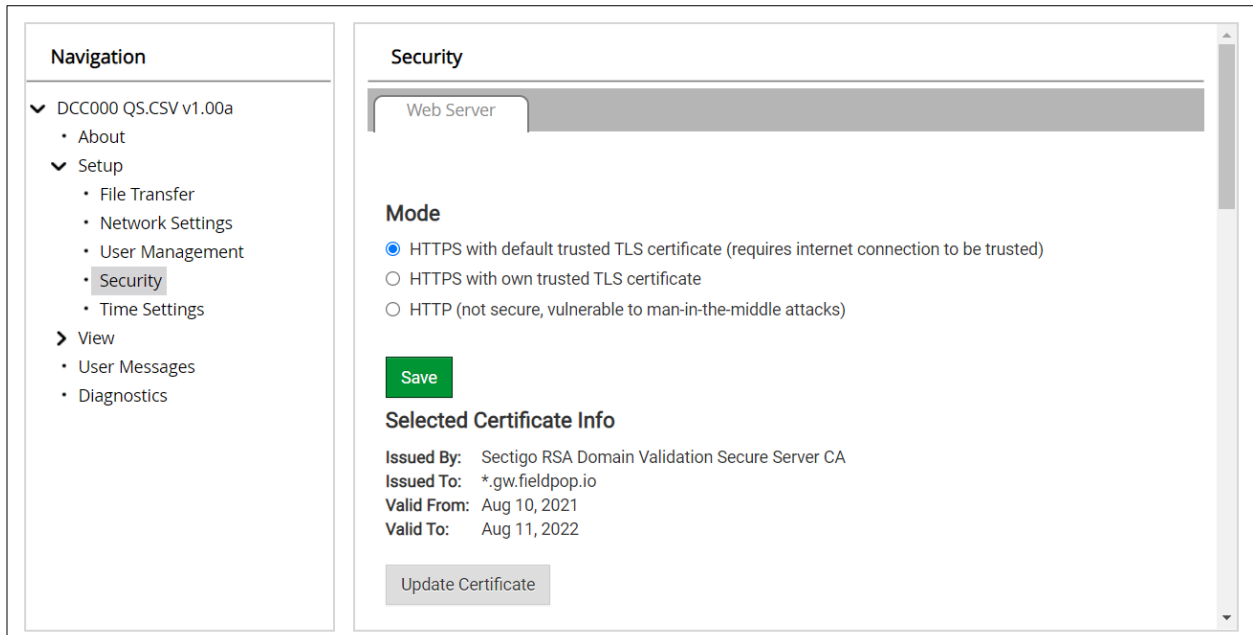 Navigation
DCC000 QS.CSV v1.00a
About
Setup
File Transfer
Network Settings
User Management
Security
Time Settings
View
User Messages
Diagnostics
Security
Web Server
Mode
HTTPS with default trusted TLS certificate (requires internet connection to be trusted)
HTTPS with own trusted TLS certificate
HTTP (not secure, vulnerable to man-in-the-middle attacks)
Save
Selected Certificate Info
Issued By: Sectigo RSA Domain Validation Secure Server CA
Issued To: *.gw.fieldpop.io
Valid From: Aug 10, 2021
Valid To: Aug 11, 2022
Update Certificate